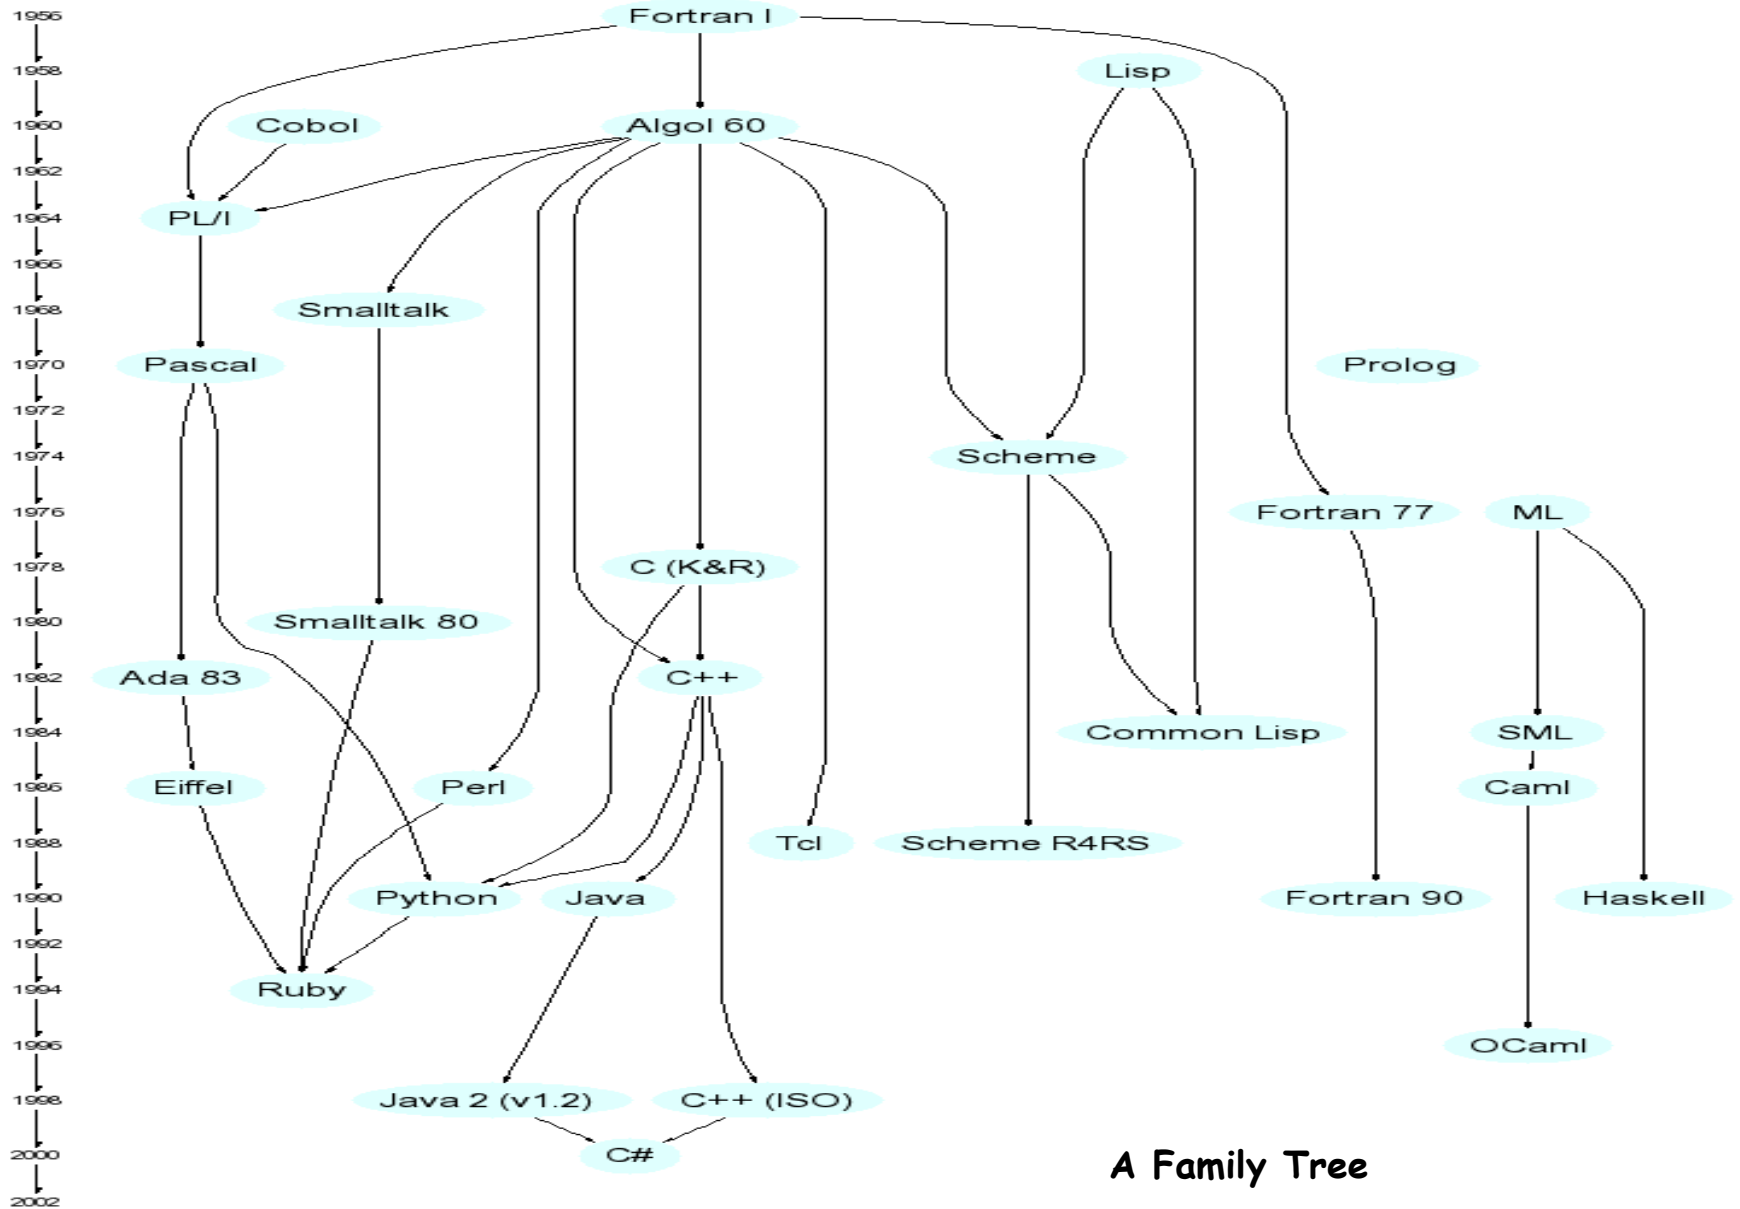 1956
Fortran I
1958
Lisp
1960
Cobol
Algol 60
1962
1964
PL/I
1966
1968
Smalltalk
1970
Pascal
Prolog
1972
1974
Scheme
1976
Fortran 77
ML
1978
C (K&R)
1980
Smalltalk 80
1982
Ada 83
C++
1984
Common Lisp
SML
1986
Eiffel
Perl
Caml
1988
Tcl
Scheme R4RS
1990
Python
Java
Fortran 90
Haskell
1992
1994
Ruby
1996
OCaml
1998
Java 2 (v1.2)
C++ (ISO)
2000
C#
A Family Tree
2002